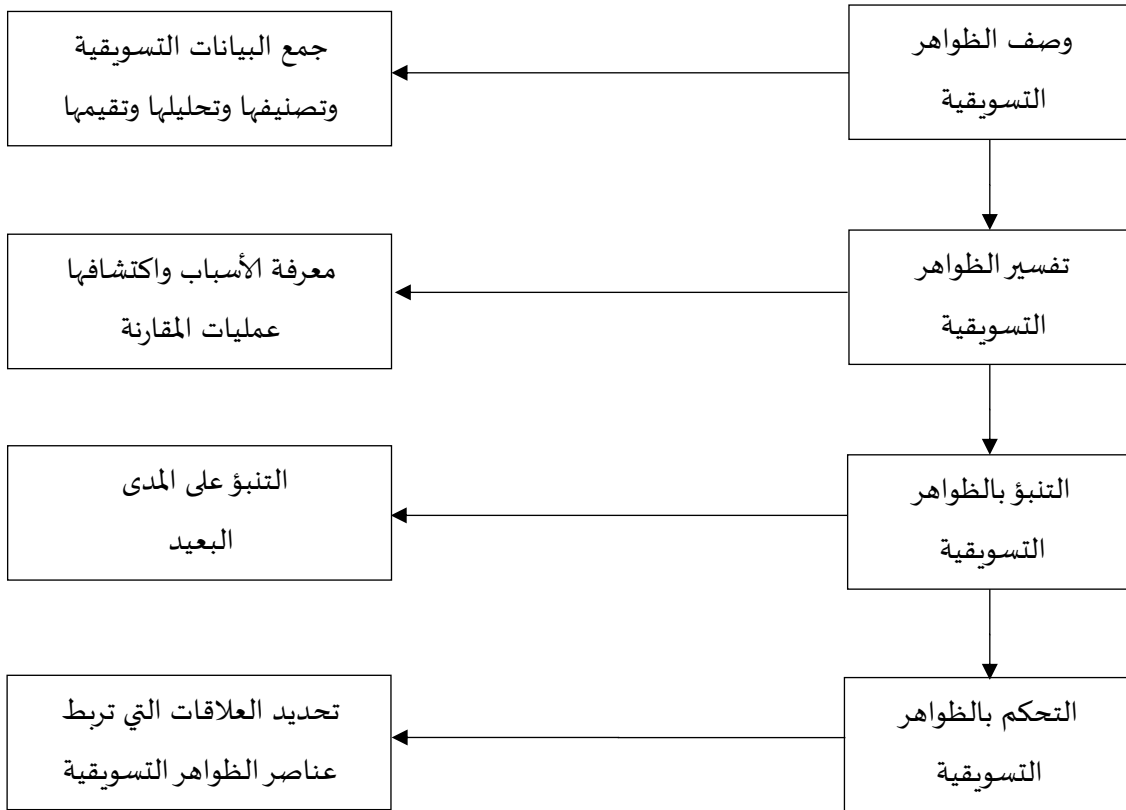 وصف الظواهر
التسويقية
جمع البيانات التسويقية
وتصنيفها وتحليلها وتقيمها
تفسير الظواهر
التسويقية
معرفة الأسباب واكتشافها
عمليات المقارنة
التنبؤ بالظواهر
التسويقية
التنبؤ على المدى
البعيد
التحكم بالظواهر
التسويقية
تحديد العلاقات التي تربط
عناصر الظواهر التسويقية